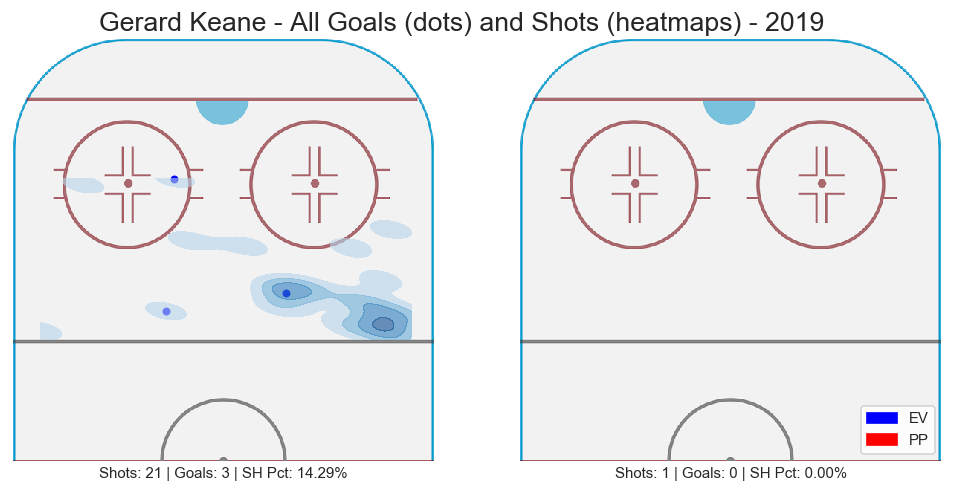 Gerard Keane - All Goals (dots) and Shots (heatmaps) - 2019
EV
PP
Shots: 21 | Goals: 3 | SH Pct: 14.29%
Shots: 1 | Goals: 0 | SH Pct: 0.00%